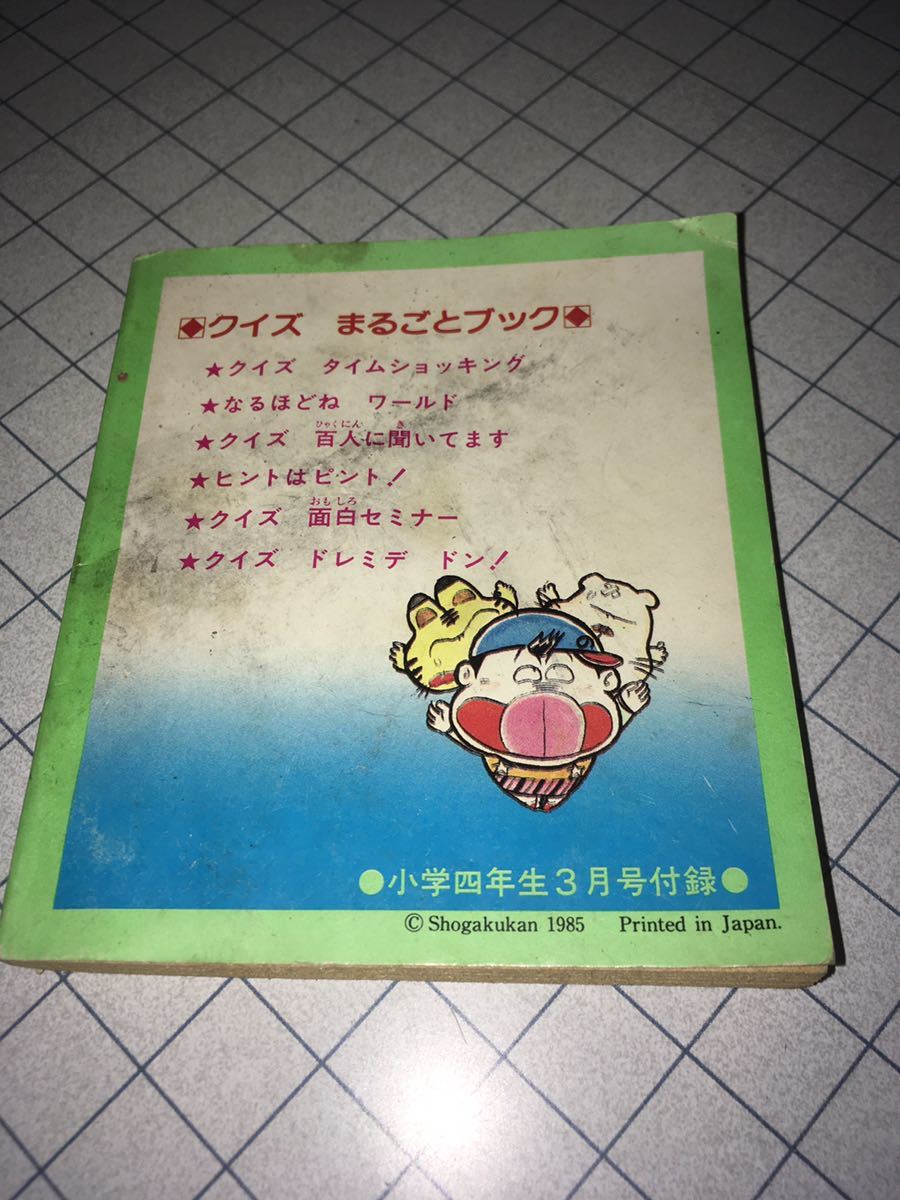 ◆クイズ まるごとブック◆
★クイズ タイムショッキング
★なるほどね ワールド
ひゃくにん き
★クイズ 百人に聞いてます
★ヒントはピント!
おもしろ
★クイズ 面白セミナー
★クイズ ドレミデ ドン!
●小学四年生3月号付録●
© Shogakukan 1985 Printed in Japan.